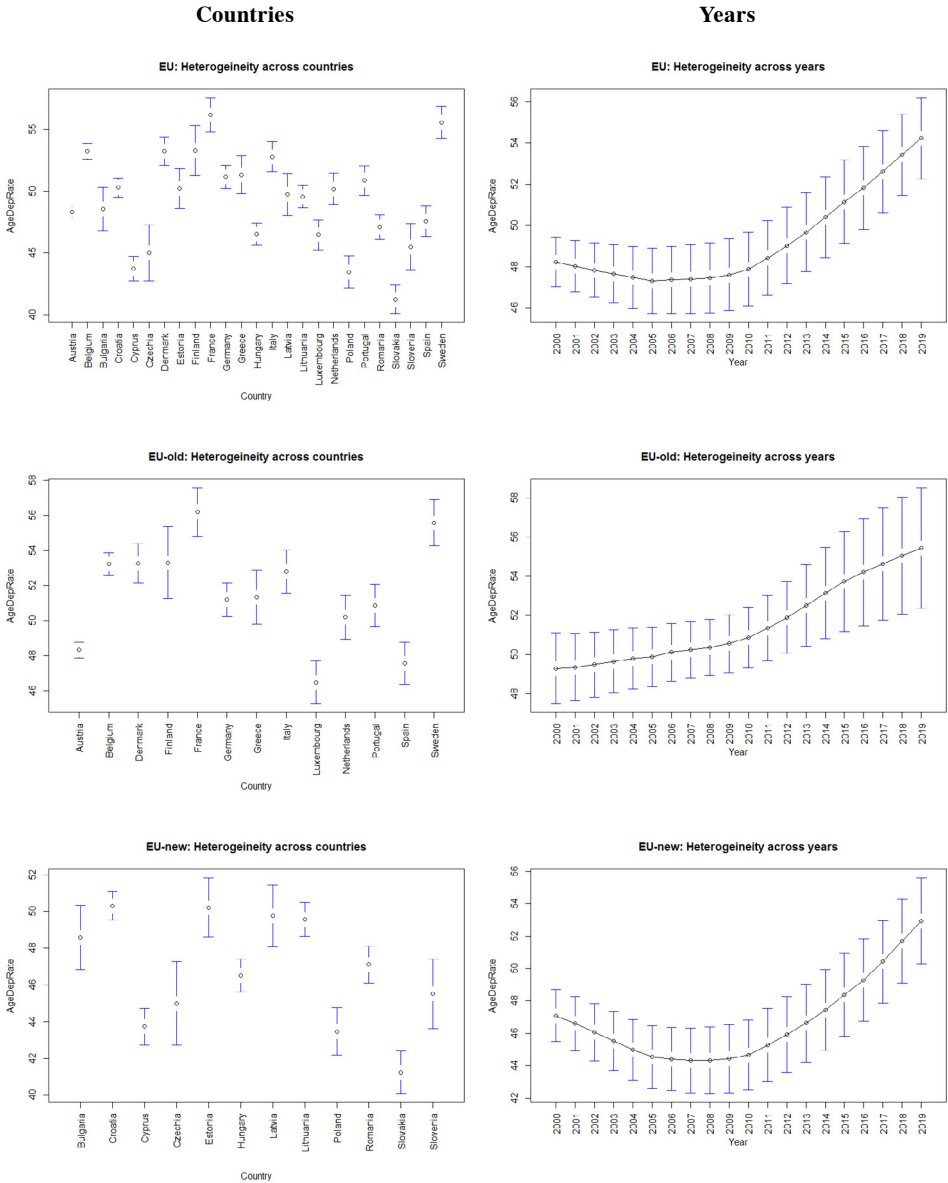 Countries
Years
EU: Heterogeineity across countries
AgeDepRate
55
50
45
40
Austria
Belgium
Bulgaria
Croatia
Cyprus
Czechia
Denmark
Estonia
Finland
France
Germany
Greece
Hungary
Italy
Latvia
Lithuania
Luxembourg
Netherlands
Poland
Portugal
Romania
Slovakia
Slovenia
Spain
Sweden
Country
EU: Heterogeineity across years
AgeDepRate
56
54
52
50
48
46
2000
2001
2002
2003
2004
2005
2006
2007
2008
2009
2010
2011
2012
2013
2014
2015
2016
2017
2018
2019
Year
EU-old: Heterogeineity across countries
AgeDepRate
58
56
54
52
50
48
46
Austria
Belgium
Denmark
Finland
France
Germany
Greece
Italy
Luxembourg
Netherlands
Portugal
Spain
Sweden
Country
EU-old: Heterogeineity across years
AgeDepRate
58
56
54
52
50
48
2000
2001
2002
2003
2004
2005
2006
2007
2008
2009
2010
2011
2012
2013
2014
2015
2016
2017
2018
2019
Year
EU-new: Heterogeineity across countries
AgeDepRate
52
50
48
46
44
42
40
Bulgaria
Croatia
Cyprus
Czechia
Estonia
Hungary
Latvia
Lithuania
Poland
Romania
Slovakia
Slovenia
Country
EU-new: Heterogeineity across years
AgeDepRate
56
54
52
50
48
46
44
42
2000
2001
2002
2003
2004
2005
2006
2007
2008
2009
2010
2011
2012
2013
2014
2015
2016
2017
2018
2019
Year